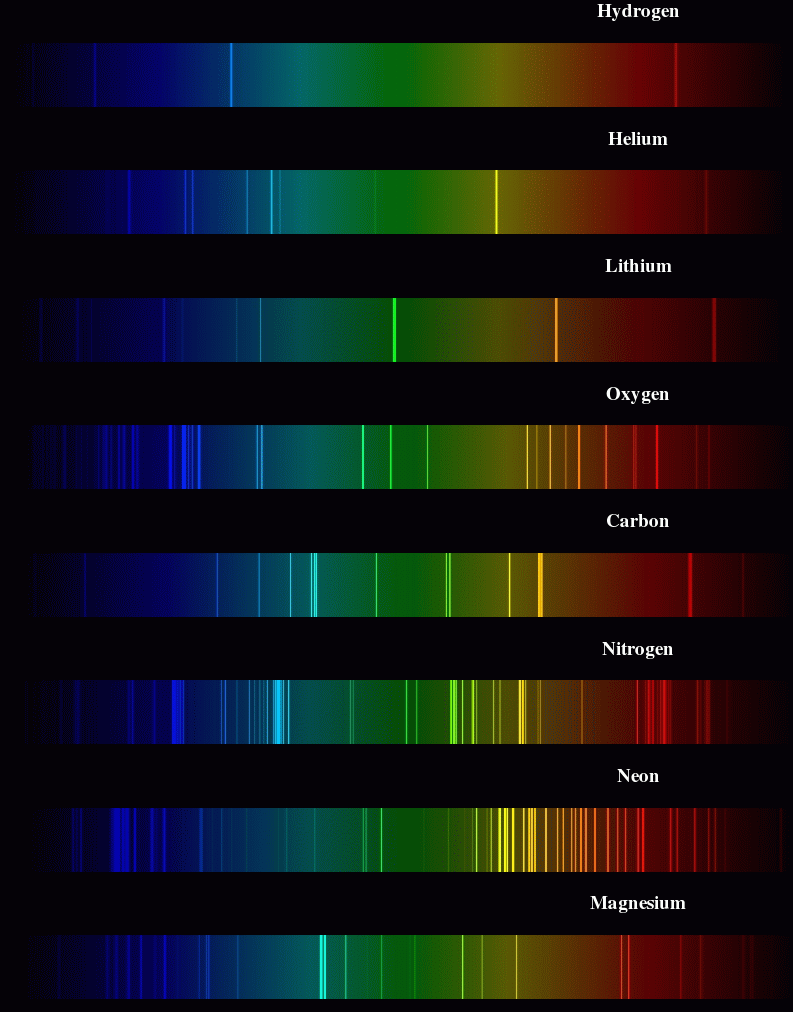 Hydrogen
Helium
Lithium
Oxygen
Carbon
Nitrogen
Neon
Magnesium